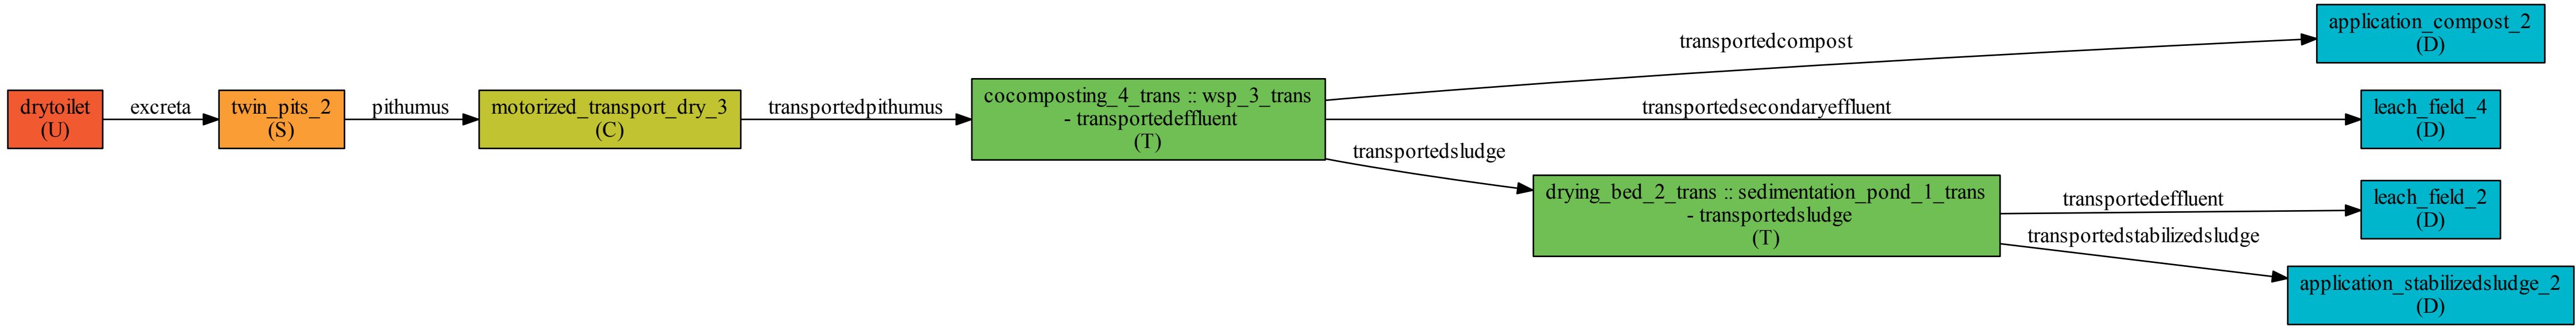 drytoilet
(U)
excreta
twin_pits_2
(S)
pithumus
motorized_transport_dry_3
(C)
transportedpithumus
cocomposting_4_trans :: wsp_3_trans
- transportedeffluent
(T)
transportedcompost
application_compost_2
(D)
transportedsecondaryeffluent
leach_field_4
(D)
transportedsludge
drying_bed_2_trans :: sedimentation_pond_1_trans
- transportedsludge
(T)
transportedeffluent
leach_field_2
(D)
transportedstabilizedsludge
application_stabilizedsludge_2
(D)